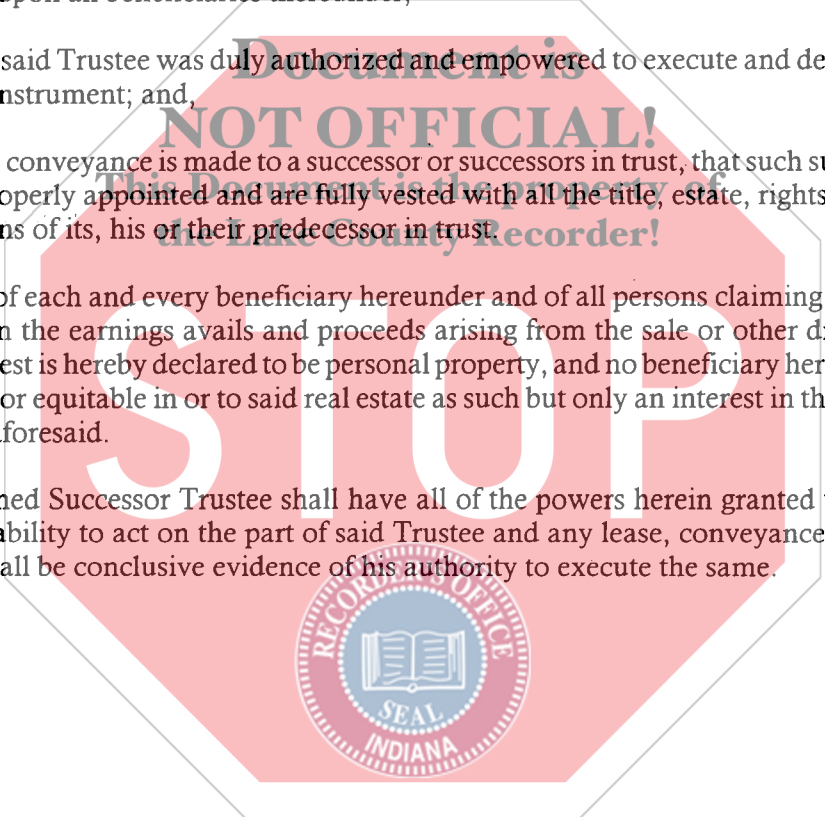 said Trustee was duly authorized and empowered to execute and de
nstrument; and,
conveyance is made to a successor or successors in trust, that such su
operly appointed and are fully vested with all the title, estate, rights
ns of its, his or their predecessor in trust.
of each and every beneficiary hereunder and of all persons claiming
n the earnings avails and proceeds arising from the sale or other di
est is hereby declared to be personal property, and no beneficiary her
or equitable in or to said real estate as such but only an interest in th
foresaid.
ned Successor Trustee shall have all of the powers herein granted
ability to act on the part of said Trustee and any lease, conveyance
all be conclusive evidence of his authority to execute the same.
Document is
NOT OFFICIAL!
This Document is the property of
the Lake County Recorder!
STOP
RECORDER'S OFFICE
SEAL
INDIANA